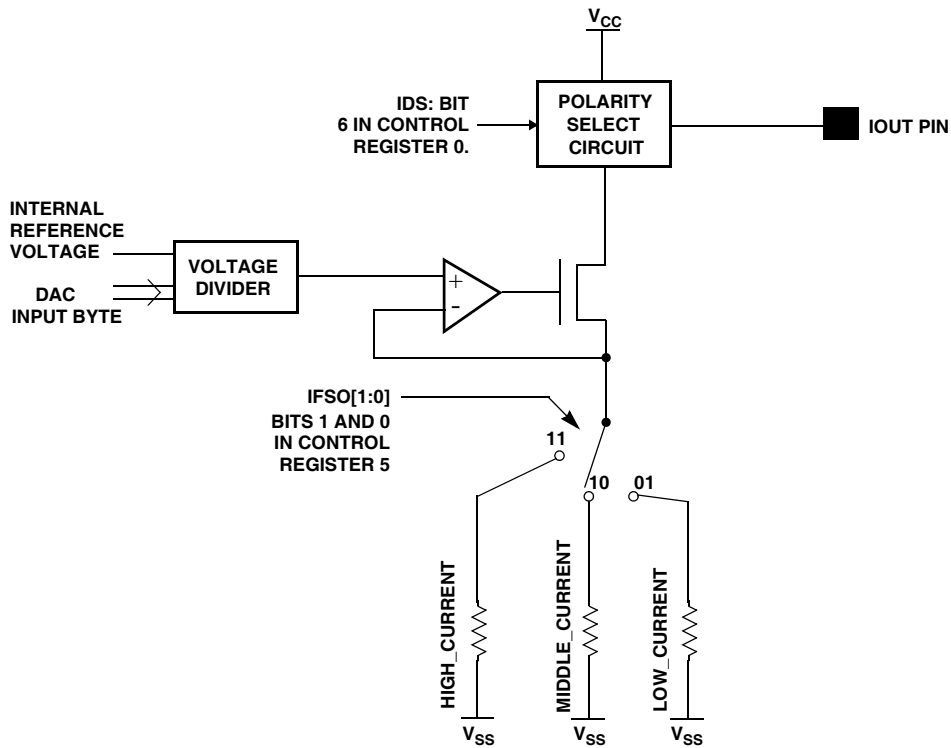 VCC
IDS: BIT
6 IN CONTROL
REGISTER 0.
POLARITY
SELECT
CIRCUIT
IOUT PIN
INTERNAL
REFERENCE
VOLTAGE
DAC
INPUT BYTE
VOLTAGE
DIVIDER
+
-
IFSO[1:0]
BITS 1 AND 0
IN CONTROL
REGISTER 5
11
10
01
HIGH_CURRENT
MIDDLE_CURRENT
LOW_CURRENT
VSS
VSS
VSS